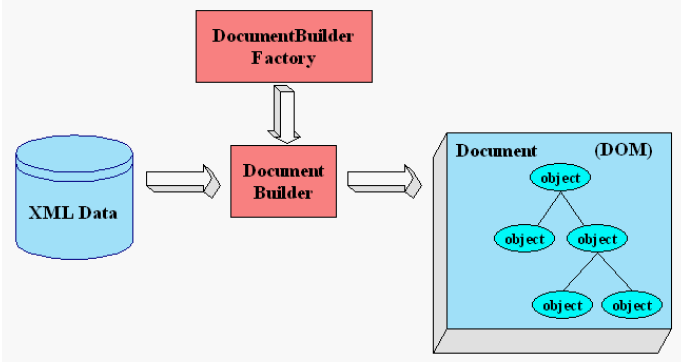 DocumentBuilder
Factory
XML Data
Document
Builder
Document (DOM)
object
object object
object object